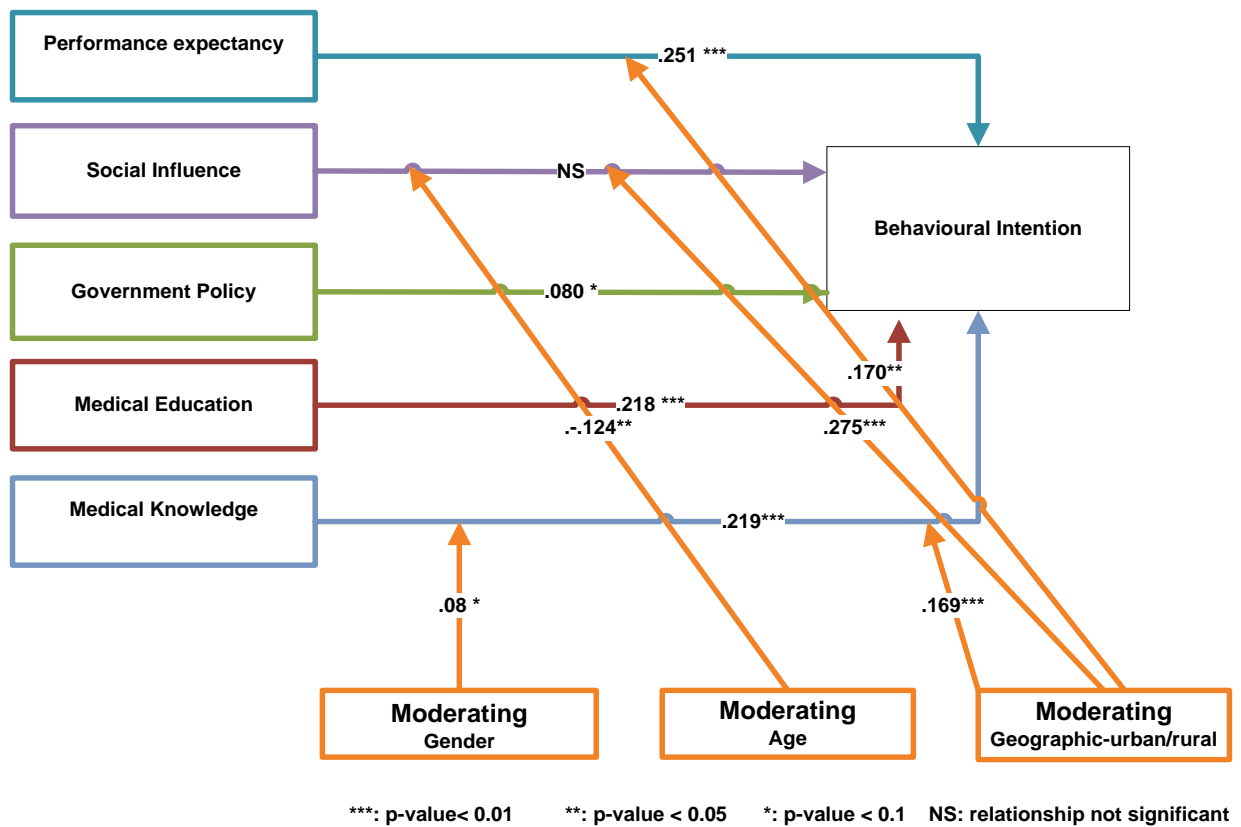 Performance expectancy
.251 ***
Social Influence
NS
Behavioural Intention
Government Policy
.080 *
.170**
Medical Education
.218 ***
.-.124**
.275***
Medical Knowledge
.219***
.08 *
.169***
Moderating
Gender
Moderating
Age
Moderating
Geographic-urban/rural
***: p-value< 0.01 **: p-value < 0.05 *: p-value < 0.1 NS: relationship not significant